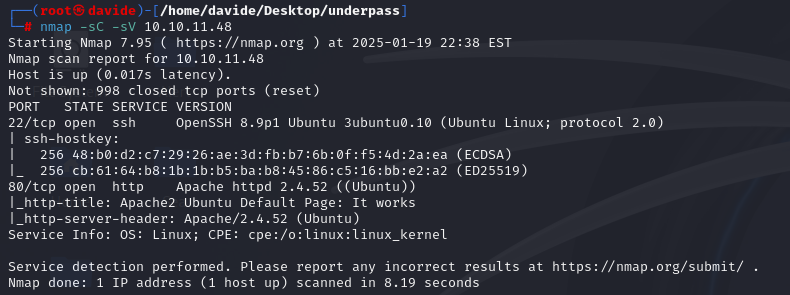 ┌──(root㉿davide)-[/home/davide/Desktop/underpass]
└─# nmap -sC -sV 10.10.11.48
Starting Nmap 7.95 ( https://nmap.org ) at 2025-01-19 22:38 EST
Nmap scan report for 10.10.11.48
Host is up (0.017s latency).
Not shown: 998 closed tcp ports (reset)
PORT   STATE SERVICE VERSION
22/tcp open  ssh     OpenSSH 8.9p1 Ubuntu 3ubuntu0.10 (Ubuntu Linux; protocol 2.0)
| ssh-hostkey:
|   256 48:b0:d2:c7:29:26:ae:3d:fb:b7:6b:0f:f5:4d:2a:ea (ECDSA)
|_  256 cb:61:64:b8:1b:1b:b5:ba:b8:45:86:c5:16:bb:e2:a2 (ED25519)
80/tcp open  http    Apache httpd 2.4.52 ((Ubuntu))
|_http-title: Apache2 Ubuntu Default Page: It works
|_http-server-header: Apache/2.4.52 (Ubuntu)
Service Info: OS: Linux; CPE: cpe:/o:linux:linux_kernel

Service detection performed. Please report any incorrect results at https://nmap.org/submit/ .
Nmap done: 1 IP address (1 host up) scanned in 8.19 seconds